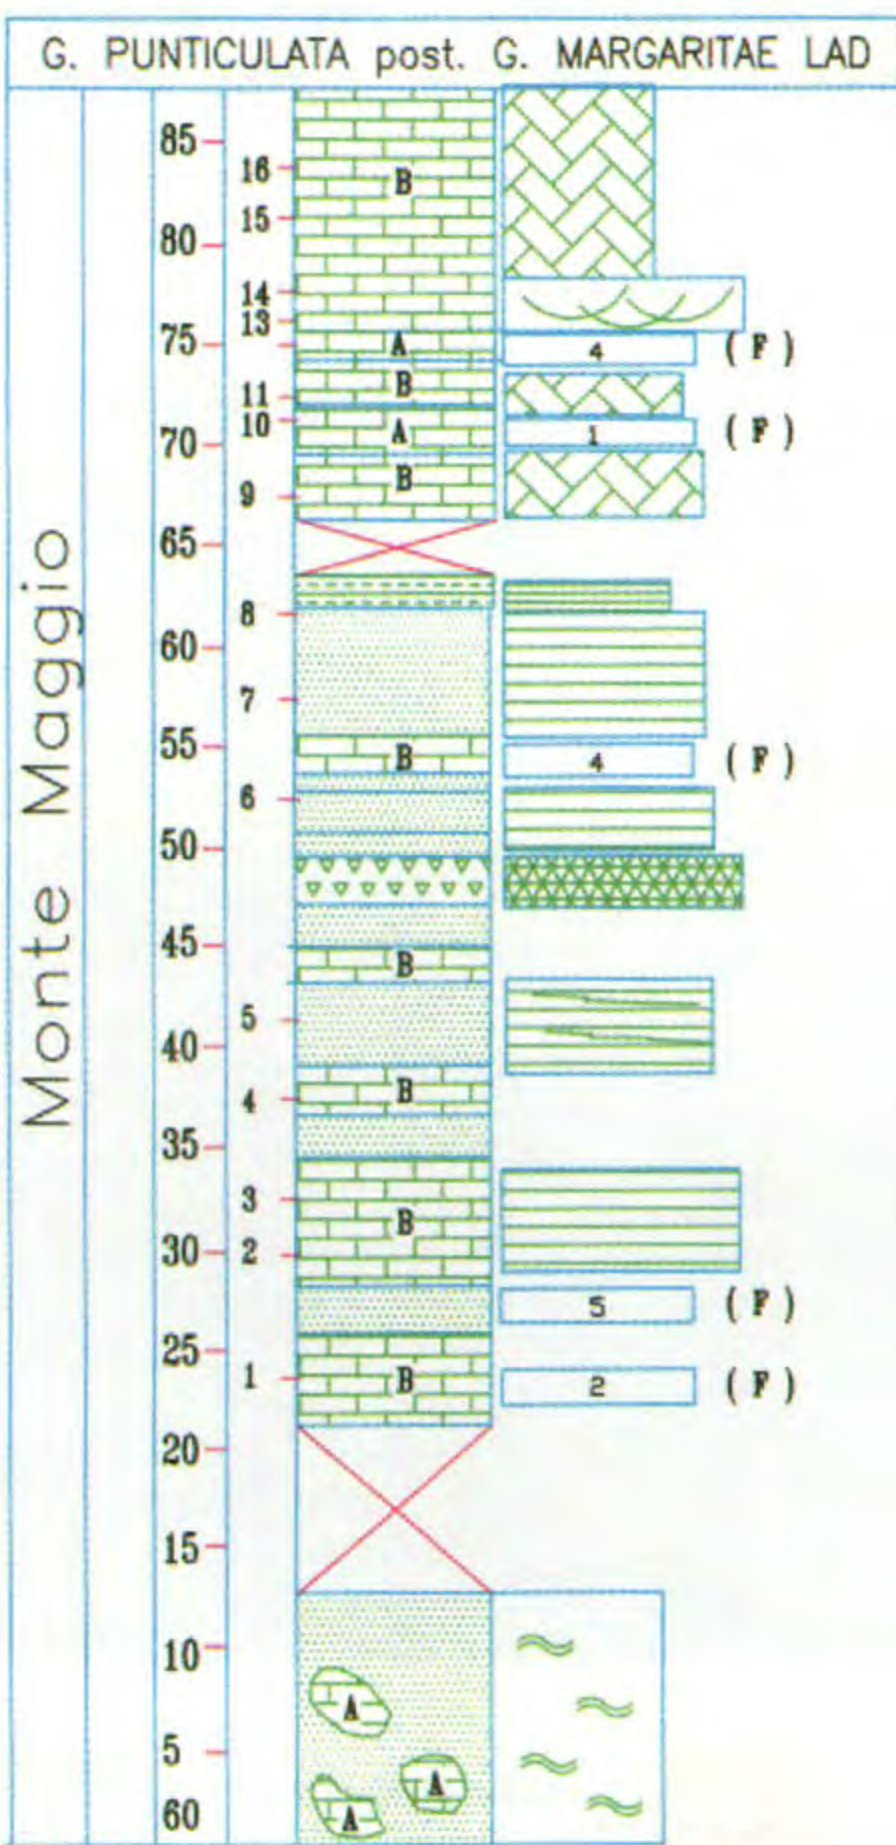 G. PUNTICULATA post. G. MARGARITAE LAD
Monte Maggio
85
16
B
15
80
14
13
75
A
4
( F )
B
11
10
A
1
( F )
70
B
9
65
8
60
7
55
B
4
( F )
6
50
45
B
5
40
B
4
35
3
B
30
2
5
( F )
25
1
B
2
( F )
20
15
10
A
5
A
60
A